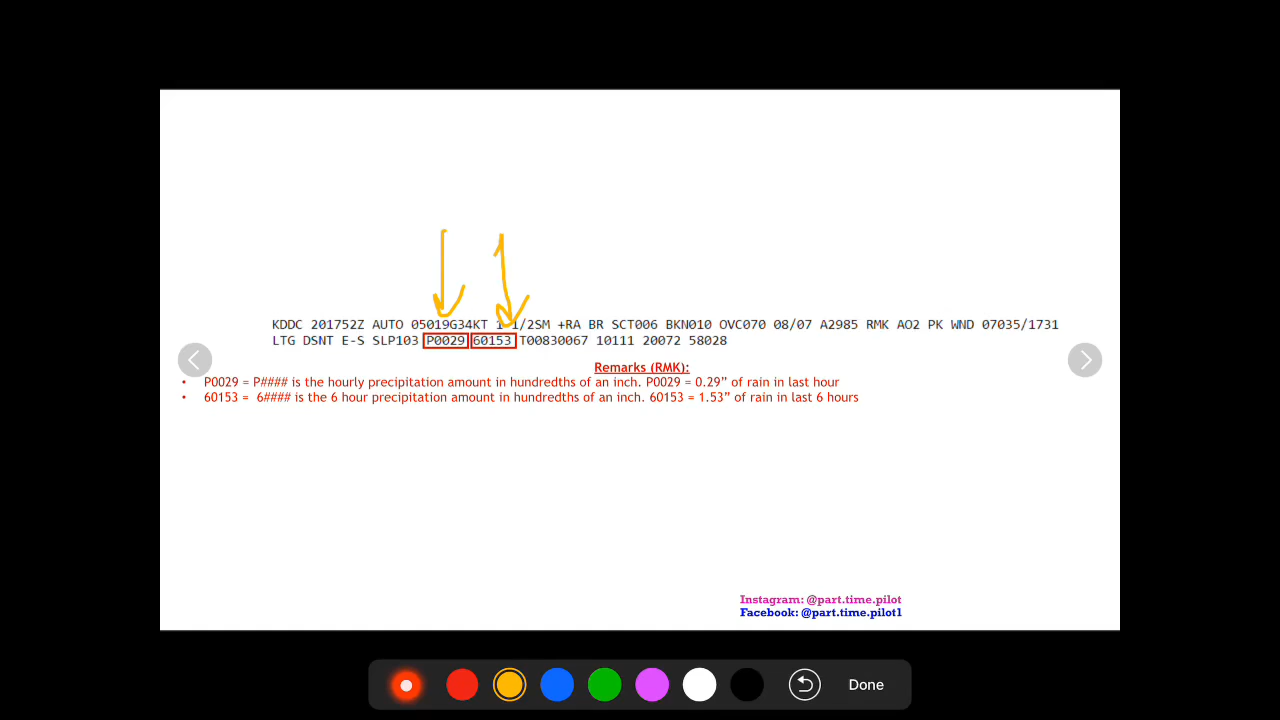 KDDC 201752Z AUTO 05019G34KT 1 1/2SM +RA BR SCT006 BKN010 OVC070 08/07 A2985 RMK AO2 PK WND 07035/1731
LTG DSNT E-S SLP103 P0029 60153 T00830067 10111 20072 58028
Remarks (RMK):
• P0029 = P#### is the hourly precipitation amount in hundredths of an inch. P0029 = 0.29” of rain in last hour
• 60153 = 6#### is the 6 hour precipitation amount in hundredths of an inch. 60153 = 1.53” of rain in last 6 hours
Instagram: @part.time.pilot
Facebook: @part.time.pilot1
Done